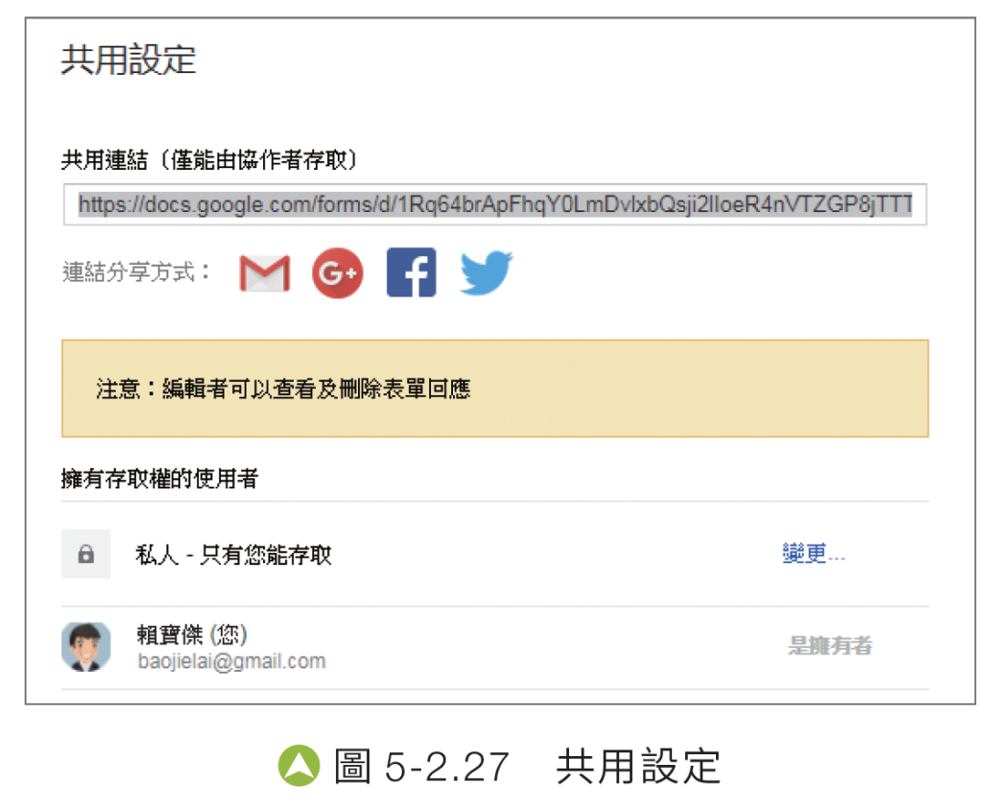 共用設定
共用連結（僅能由協作者存取）
https://docs.google.com/forms/d/1Rq64brApFhqY0LmDvlxbQsji2lloeR4nVTZGP8jTTT
連結分享方式：
G+
f
注意：編輯者可以查看及刪除表單回應
擁有存取權的使用者
私人 - 只有您能存取 變更...
賴寶傑 (您)
baojielai@gmail.com
是擁有者
圖 5-2.27 共用設定